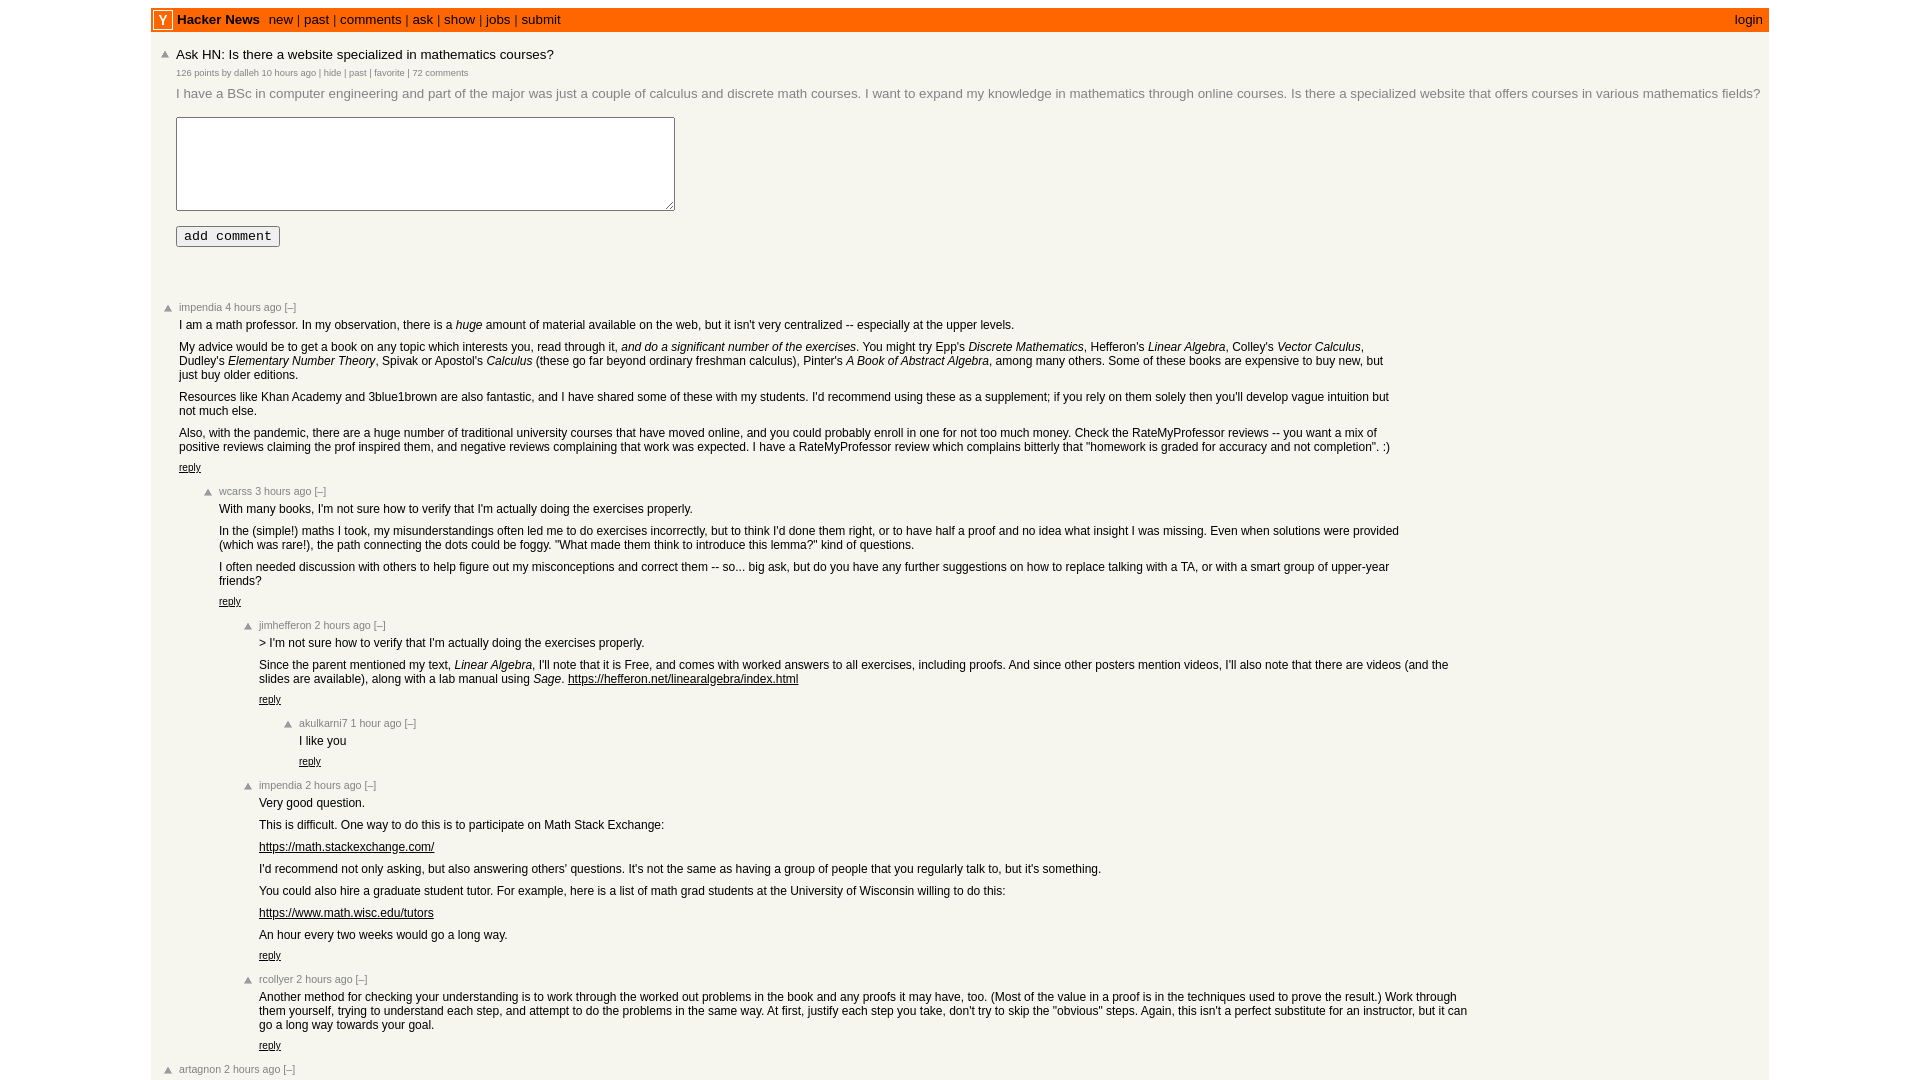 Y Hacker News new | past | comments | ask | show | jobs | submit login
Ask HN: Is there a website specialized in mathematics courses?
126 points by dalleh 10 hours ago | hide | past | favorite | 72 comments
I have a BSc in computer engineering and part of the major was just a couple of calculus and discrete math courses. I want to expand my knowledge in mathematics through online courses. Is there a specialized website that offers courses in various mathematics fields?
add comment
impendia 4 hours ago [–]
I am a math professor. In my observation, there is a huge amount of material available on the web, but it isn't very centralized -- especially at the upper levels.
My advice would be to get a book on any topic which interests you, read through it, and do a significant number of the exercises. You might try Epp's Discrete Mathematics, Hefferon's Linear Algebra, Colley's Vector Calculus,
Dudley's Elementary Number Theory, Spivak or Apostol's Calculus (these go far beyond ordinary freshman calculus), Pinter's A Book of Abstract Algebra, among many others. Some of these books are expensive to buy new, but
just buy older editions.
Resources like Khan Academy and 3blue1brown are also fantastic, and I have shared some of these with my students. I'd recommend using these as a supplement; if you rely on them solely then you'll develop vague intuition but
not much else.
Also, with the pandemic, there are a huge number of traditional university courses that have moved online, and you could probably enroll in one for not too much money. Check the RateMyProfessor reviews -- you want a mix of
positive reviews claiming the prof inspired them, and negative reviews complaining that work was expected. I have a RateMyProfessor review which complains bitterly that "homework is graded for accuracy and not completion". :)
reply
wcarss 3 hours ago [–]
With many books, I'm not sure how to verify that I'm actually doing the exercises properly.
In the (simple!) maths I took, my misunderstandings often led me to do exercises incorrectly, but to think I'd done them right, or to have half a proof and no idea what insight I was missing. Even when solutions were provided
(which was rare!), the path connecting the dots could be foggy. "What made them think to introduce this lemma?" kind of questions.
I often needed discussion with others to help figure out my misconceptions and correct them -- so... big ask, but do you have any further suggestions on how to replace talking with a TA, or with a smart group of upper-year
friends?
reply
jimhefferon 2 hours ago [–]
> I'm not sure how to verify that I'm actually doing the exercises properly.
Since the parent mentioned my text, Linear Algebra, I'll note that it is Free, and comes with worked answers to all exercises, including proofs. And since other posters mention videos, I'll also note that there are videos (and the
slides are available), along with a lab manual using Sage. https://hefferon.net/linearalgebra/index.html
reply
akulkarni7 1 hour ago [–]
I like you
reply
impendia 2 hours ago [–]
Very good question.
This is difficult. One way to do this is to participate on Math Stack Exchange:
https://math.stackexchange.com/
I'd recommend not only asking, but also answering others' questions. It's not the same as having a group of people that you regularly talk to, but it's something.
You could also hire a graduate student tutor. For example, here is a list of math grad students at the University of Wisconsin willing to do this:
https://www.math.wisc.edu/tutors
An hour every two weeks would go a long way.
reply
rcollyer 2 hours ago [–]
Another method for checking your understanding is to work through the worked out problems in the book and any proofs it may have, too. (Most of the value in a proof is in the techniques used to prove the result.) Work through
them yourself, trying to understand each step, and attempt to do the problems in the same way. At first, justify each step you take, don't try to skip the "obvious" steps. Again, this isn't a perfect substitute for an instructor, but it can
go a long way towards your goal.
reply
artagnon 2 hours ago [–]